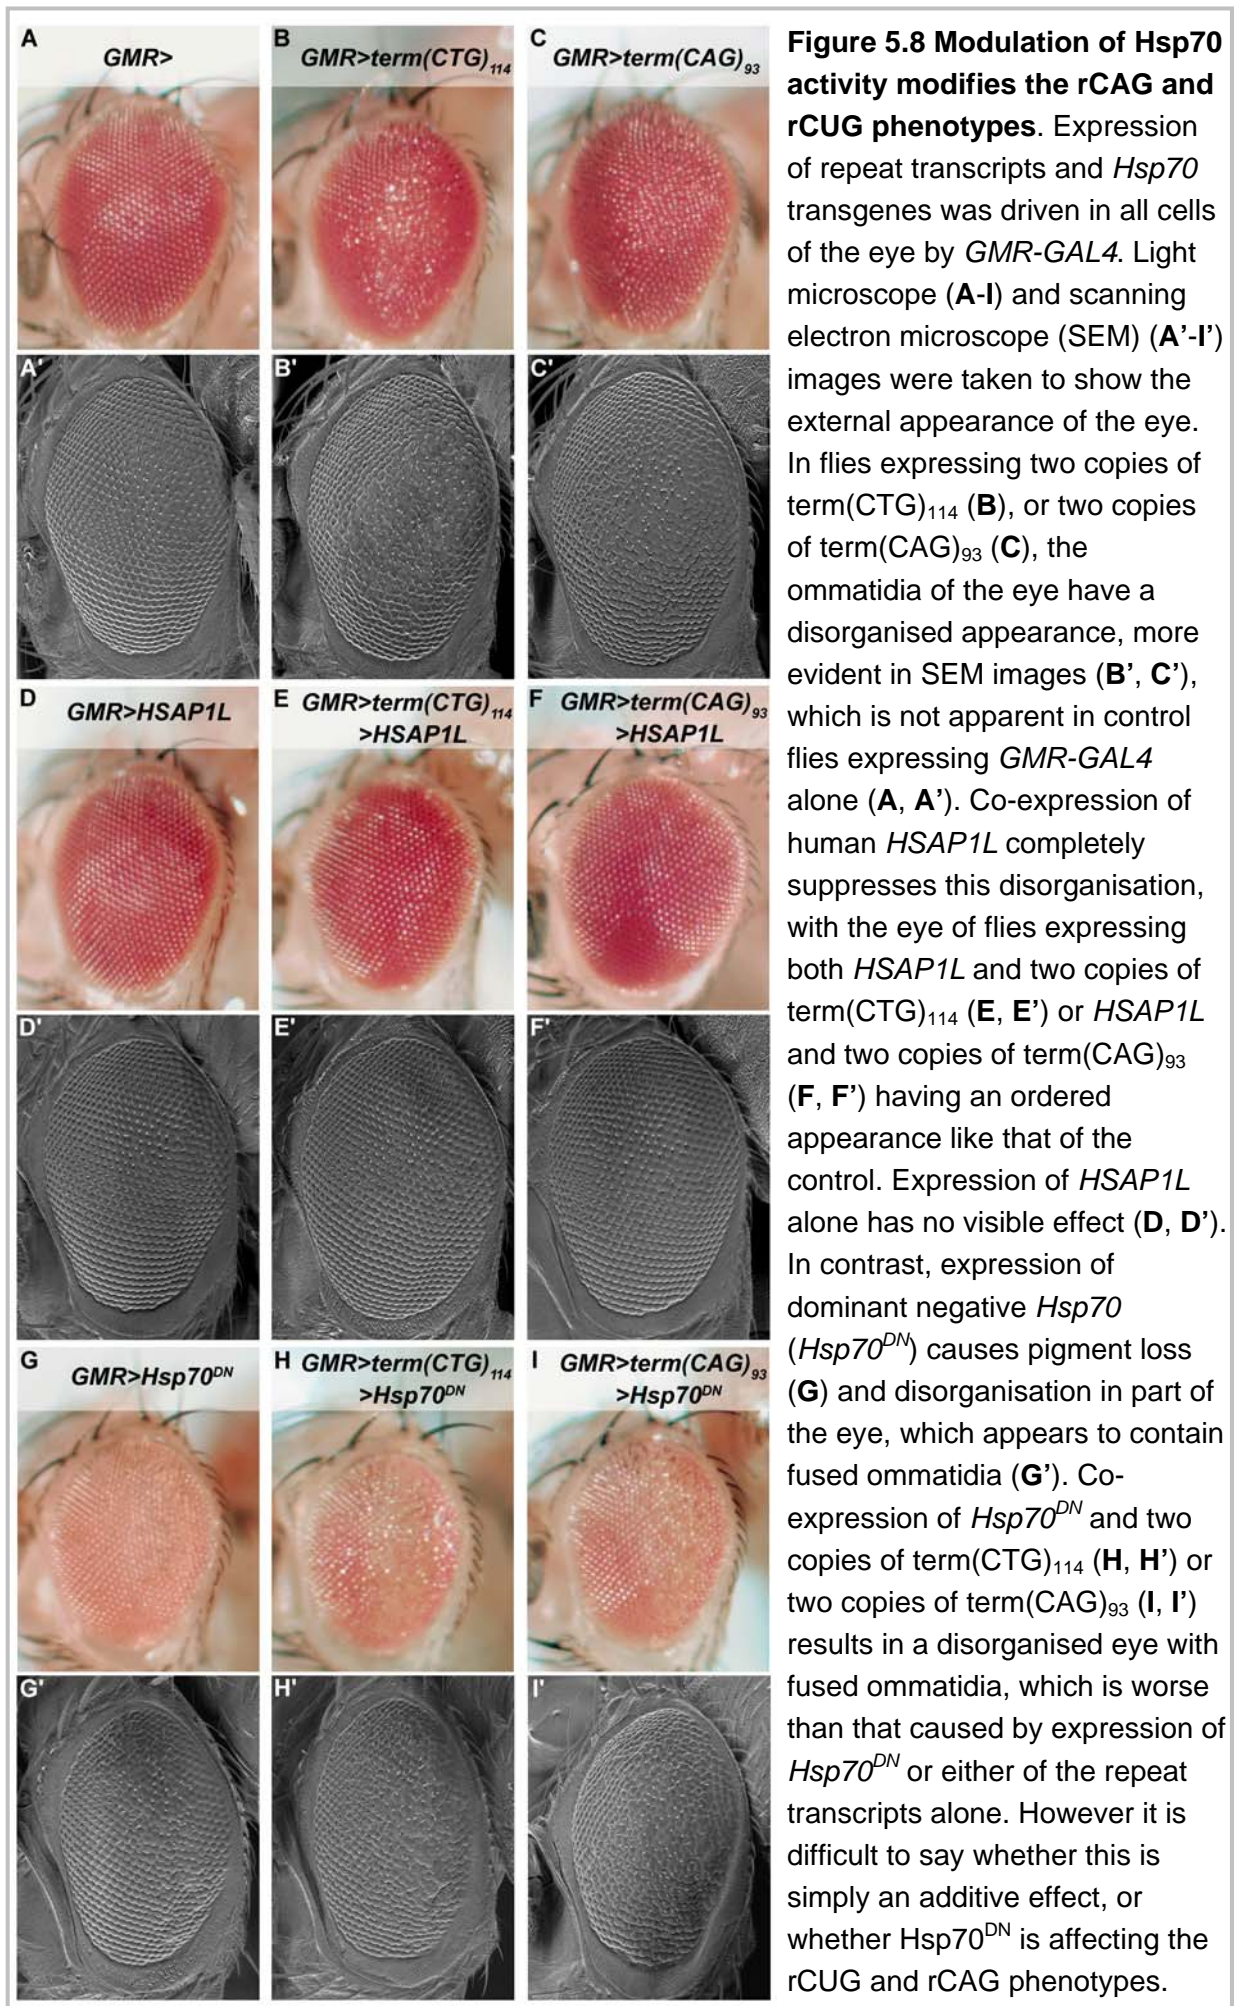 A
GMR>
B
GMR>term(CTG)114
C
GMR>term(CAG)93
A'
B'
C'
D
GMR>HSAP1L
E
GMR>term(CTG)114
>HSAP1L
F
GMR>term(CAG)93
>HSAP1L
D'
E'
F'
G
GMR>Hsp70DN
H
GMR>term(CTG)114
>Hsp70DN
I
GMR>term(CAG)93
>Hsp70DN
G'
H'
I'
Figure 5.8 Modulation of Hsp70
activity modifies the rCAG and
rCUG phenotypes. Expression
of repeat transcripts and Hsp70
transgenes was driven in all cells
of the eye by GMR-GAL4. Light
microscope (A-I) and scanning
electron microscope (SEM) (A’-I’)
images were taken to show the
external appearance of the eye.
In flies expressing two copies of
term(CTG)114 (B), or two copies
of term(CAG)93 (C), the
ommatidia of the eye have a
disorganised appearance, more
evident in SEM images (B’, C’),
which is not apparent in control
flies expressing GMR-GAL4
alone (A, A’). Co-expression of
human HSAP1L completely
suppresses this disorganisation,
with the eye of flies expressing
both HSAP1L and two copies of
term(CTG)114 (E, E’) or HSAP1L
and two copies of term(CAG)93
(F, F’) having an ordered
appearance like that of the
control. Expression of HSAP1L
alone has no visible effect (D, D’).
In contrast, expression of
dominant negative Hsp70
(Hsp70DN) causes pigment loss
(G) and disorganisation in part of
the eye, which appears to contain
fused ommatidia (G’). Co-
expression of Hsp70DN and two
copies of term(CTG)114 (H, H’) or
two copies of term(CAG)93 (I, I’)
results in a disorganised eye with
fused ommatidia, which is worse
than that caused by expression of
Hsp70DN or either of the repeat
transcripts alone. However it is
difficult to say whether this is
simply an additive effect, or
whether Hsp70DN is affecting the
rCUG and rCAG phenotypes.